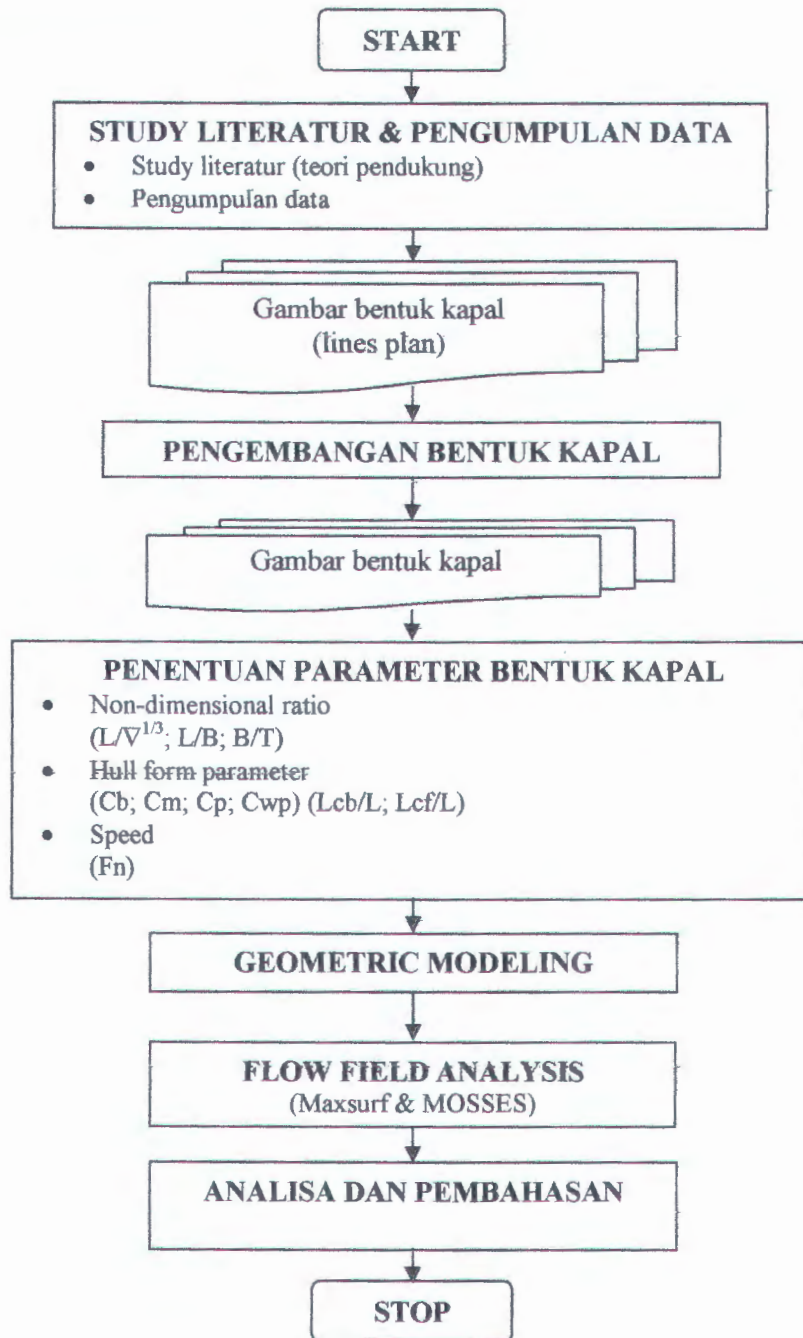 START
STUDY LITERATUR & PENGUMPULAN DATA
• Study literatur (teori pendukung)
• Pengumpulan data
Gambar bentuk kapal
(lines plan)
PENGEMBANGAN BENTUK KAPAL
Gambar bentuk kapal
PENENTUAN PARAMETER BENTUK KAPAL
• Non-dimensional ratio
(L/∇^1/3; L/B; B/T)
• Hull form parameter
(Cb; Cm; Cp; Cwp) (Lcb/L; Lcf/L)
• Speed
(Fn)
GEOMETRIC MODELING
FLOW FIELD ANALYSIS
(Maxsurf & MOSSES)
ANALISA DAN PEMBAHASAN
STOP